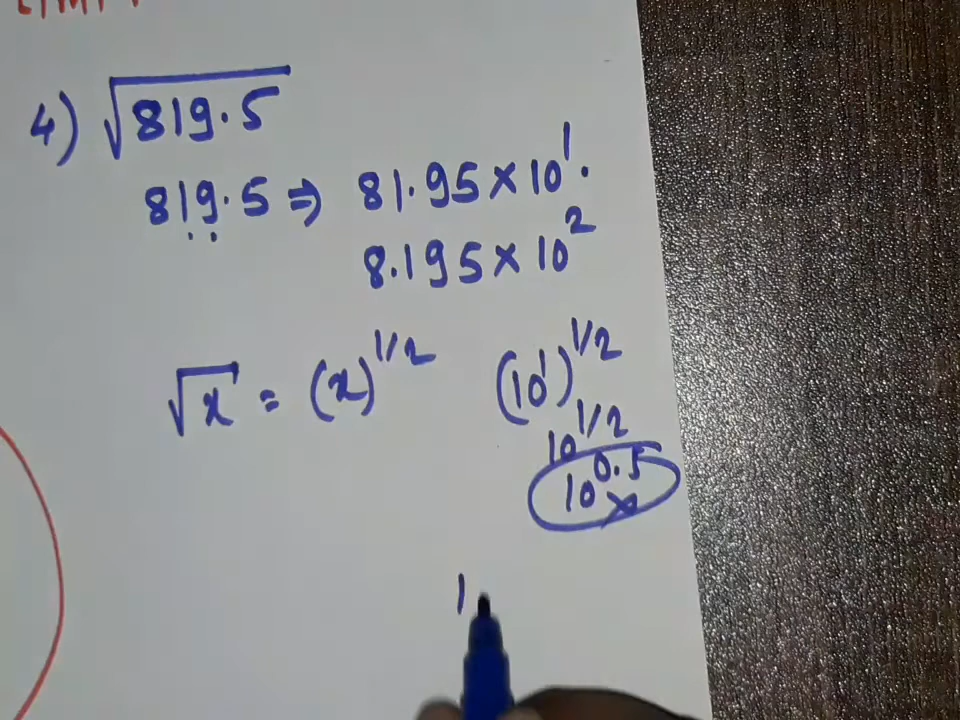 4) √819.5
819.5 ⇒ 81.95 × 10¹.
8.195 × 10²
√x = (x)^1/2 (10¹)^1/2
10^1/2
10^0.5
x
1